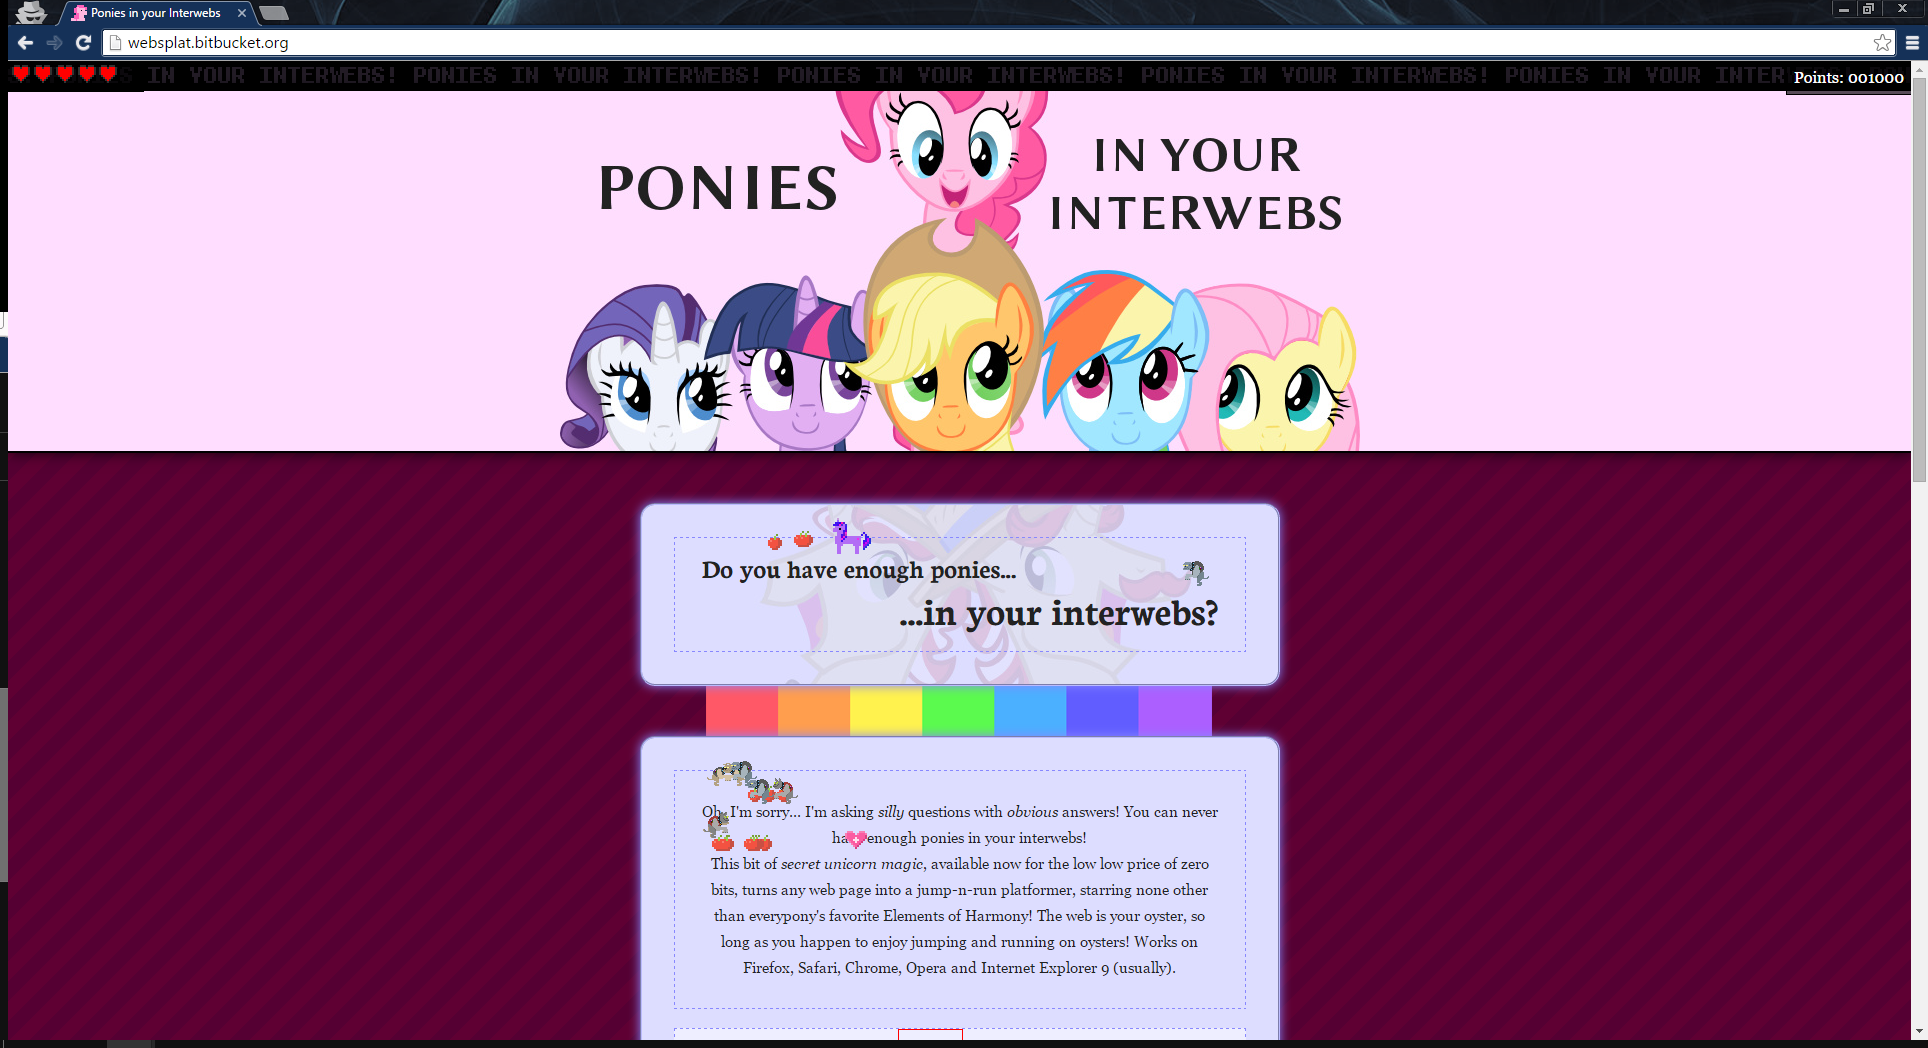 Ponies in your Interwebs
websplat.bitbucket.org
IN YOUR INTERWEBS! PONIES IN YOUR INTERWEBS! PONIES IN YOUR INTERWEBS! PONIES IN YOUR INTERWEBS! PONIES IN YOUR
Points: 001000
PONIES
IN YOUR
INTERWEBS
Do you have enough ponies...
...in your interwebs?
Oh, I'm sorry... I'm asking silly questions with obvious answers! You can never
have enough ponies in your interwebs!
This bit of secret unicorn magic, available now for the low low price of zero
bits, turns any web page into a jump-n-run platformer, starring none other
than everypony's favorite Elements of Harmony! The web is your oyster, so
long as you happen to enjoy jumping and running on oysters! Works on
Firefox, Safari, Chrome, Opera and Internet Explorer 9 (usually).